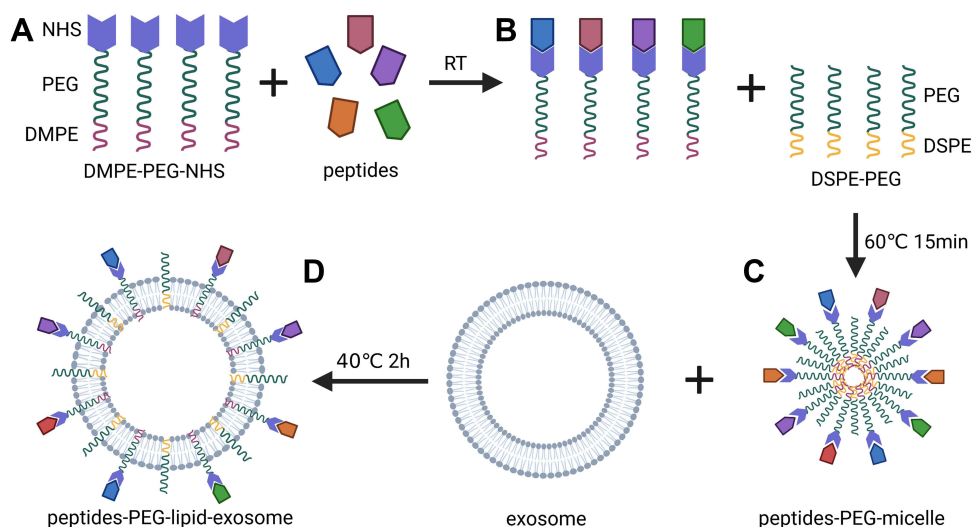 A
NHS
PEG
DMPE
DMPE-PEG-NHS
+
peptides
RT
B
+
PEG
DSPE
DSPE-PEG
60℃ 15min
C
D
40℃ 2h
+
peptides-PEG-lipid-exosome
exosome
peptides-PEG-micelle